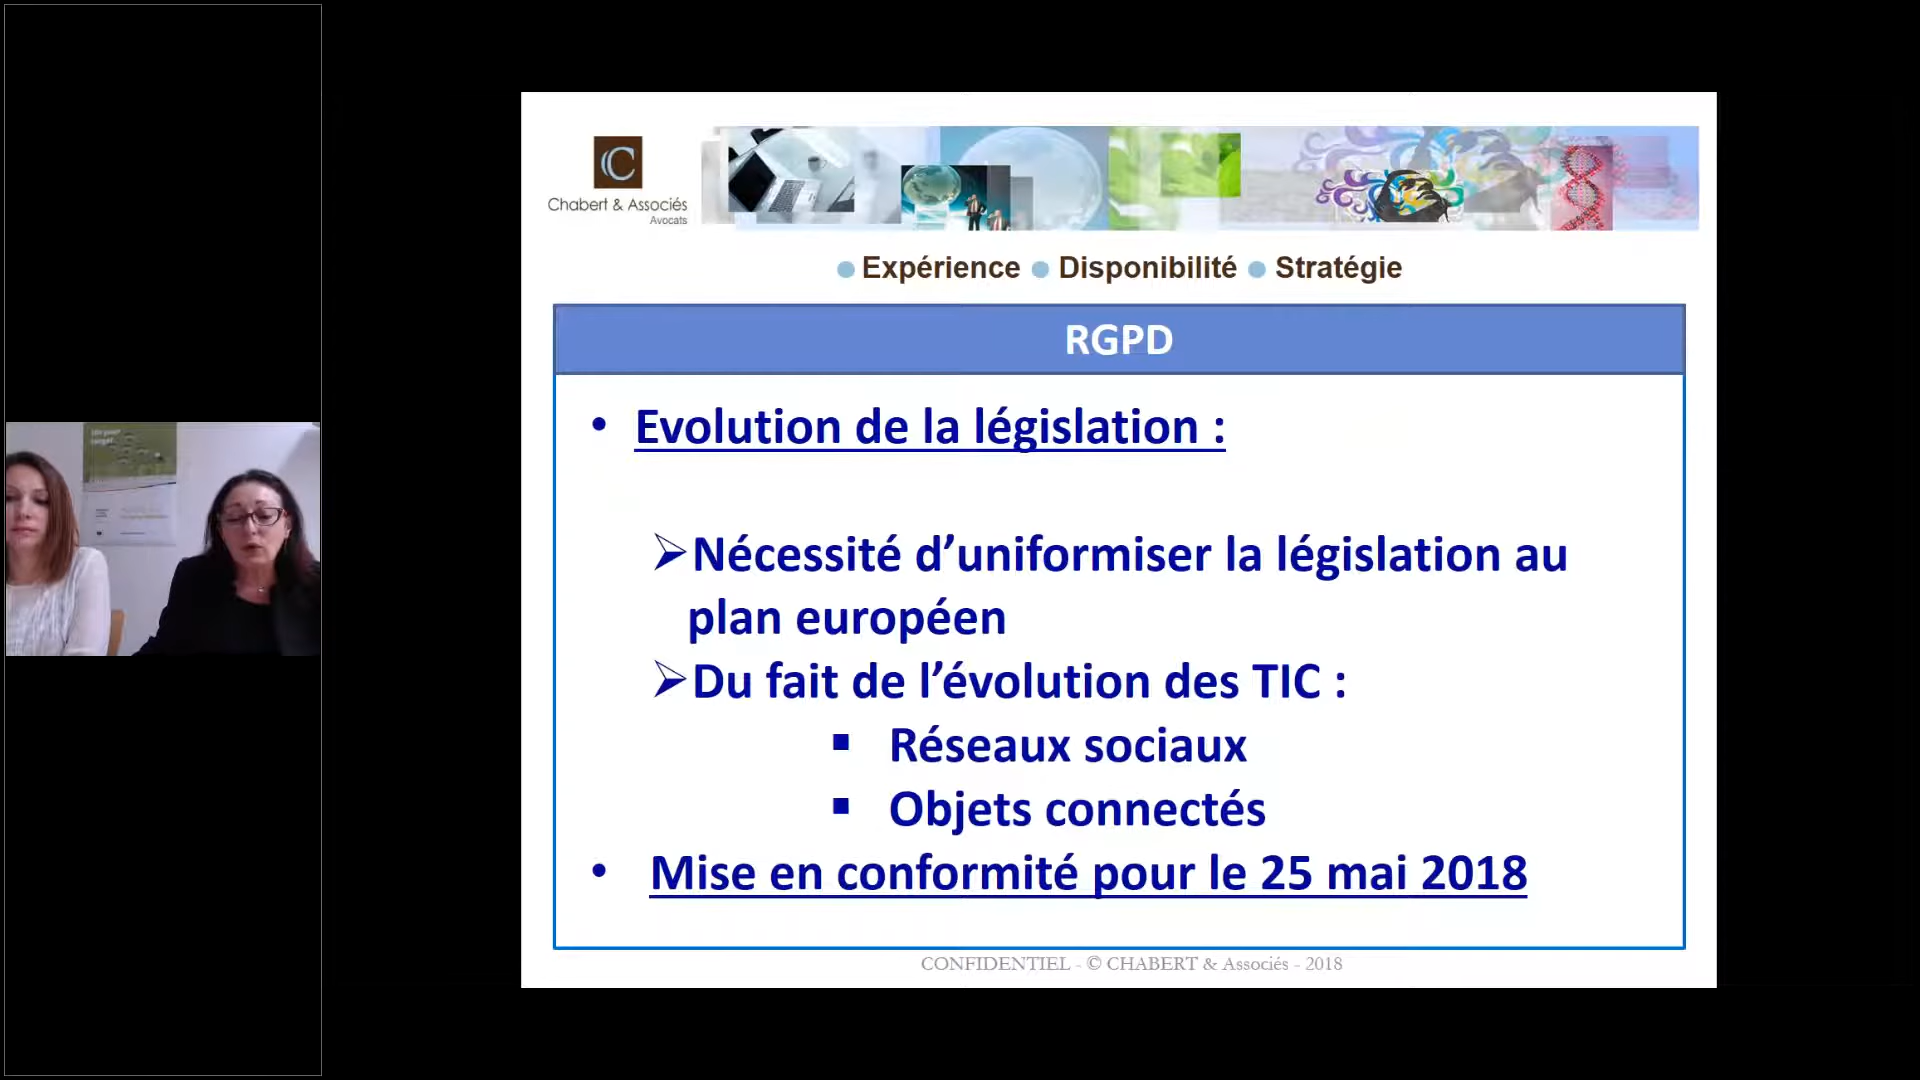 C
Chabert & Associés
Avocats
Expérience Disponibilité Stratégie
RGPD
• Evolution de la législation :
➢Nécessité d’uniformiser la législation au
plan européen
➢Du fait de l’évolution des TIC :
▪ Réseaux sociaux
▪ Objets connectés
• Mise en conformité pour le 25 mai 2018
CONFIDENTIEL - © CHABERT & Associés - 2018